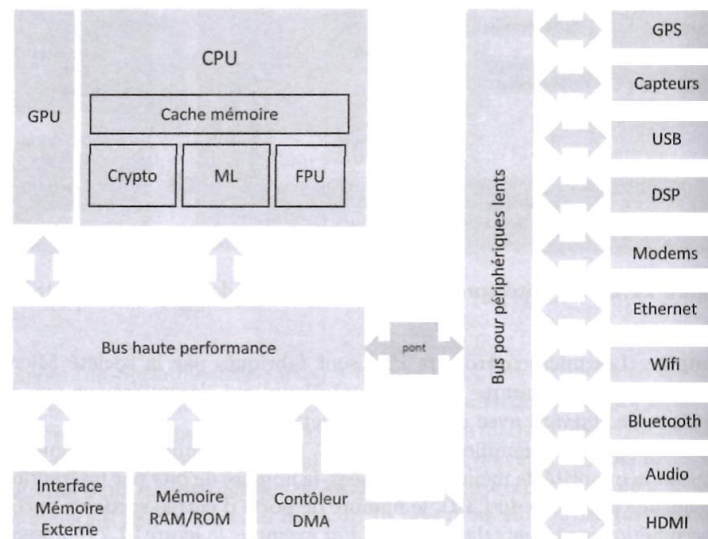 CPU
GPU
Cache mémoire
Crypto
ML
FPU
Bus haute performance
pont
Bus pour périphériques lents
Interface
Mémoire
Externe
Mémoire
RAM/ROM
Contôleur
DMA
GPS
Capteurs
USB
DSP
Modems
Ethernet
Wifi
Bluetooth
Audio
HDMI